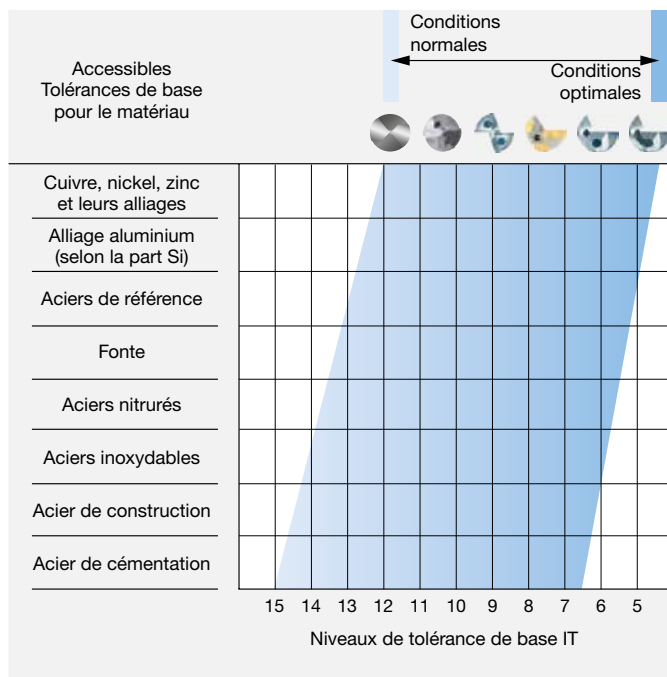 Conditions
normales
Conditions
optimales
Accessibles
Tolérances de base
pour le matériau
Cuivre, nickel, zinc
et leurs alliages
Alliage aluminium
(selon la part Si)
Aciers de référence
Fonte
Aciers nitrurés
Aciers inoxydables
Acier de construction
Acier de cémentation
15 14 13 12 11 10 9 8 7 6 5
Niveaux de tolérance de base IT